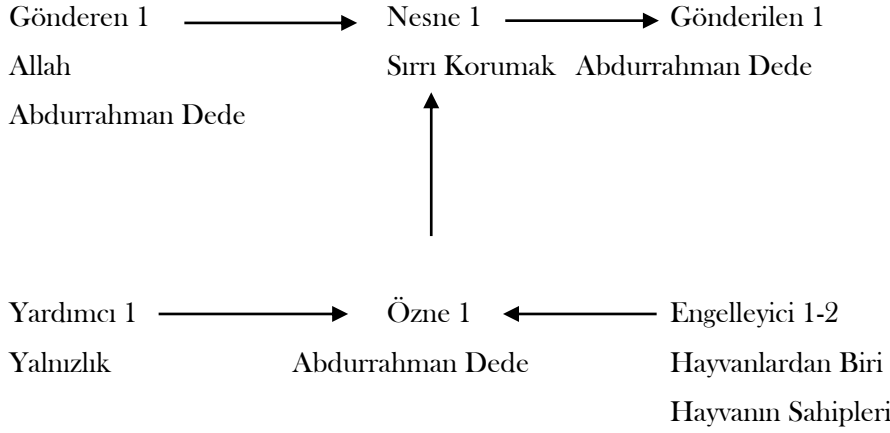 Gönderen 1 Nesne 1 Gönderilen 1
Allah Sırrı Korumak Abdurrahman Dede
Abdurrahman Dede
Yardımcı 1 Özne 1 Engelleyici 1-2
Yalnızlık Abdurrahman Dede Hayvanlardan Biri
Hayvanın Sahipleri